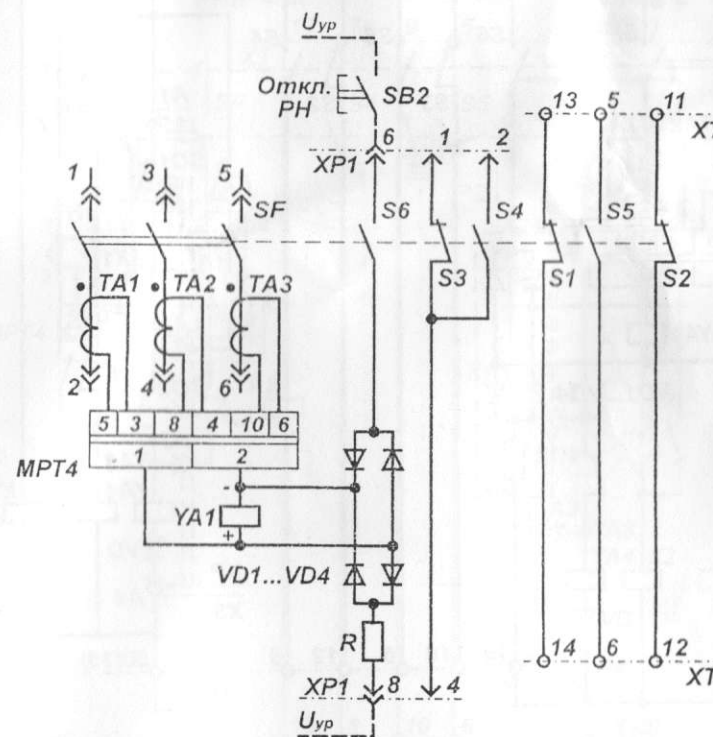 Uур
Откл.
РН
SB2
6 1 2
XP1
13 5 11
XT
1 3 5
SF
S6 S4 S5
S3 S1 S2
TA1 TA2 TA3
2 4 6
5 3 8 4 10 6
1 2
МРТ4
-
YA1
+
VD1...VD4
R
14 6 12
XP1 8 4
XT
Uур